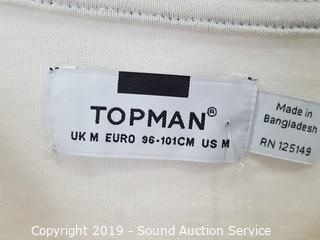 TOPMAN®
UK M EURO 96-101CM US M
Made in
Bangladesh
RN 125149
Copyright 2019 - Sound Auction Service